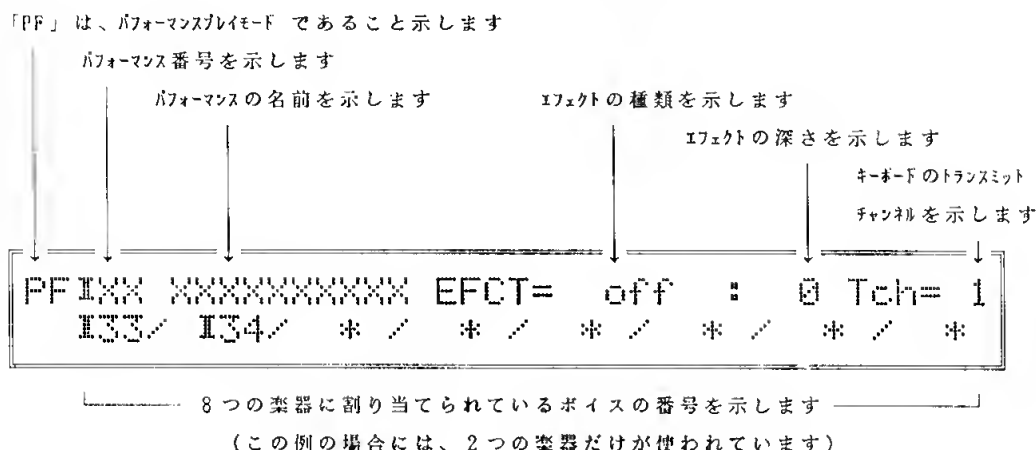 「PF」は、パフォーマンスプレイモード であること示します
パフォーマンス番号を示します
パフォーマンスの名前を示します
エフェクトの種類を示します
エフェクトの深さを示します
キーボードのトランスミット
チャンネルを示します
PF IXX XXXXXXXXXX EFCT= off : 0 Tch= 1
I33/ I34/ * / * / * / * / * / *
8つの楽器に割り当てられているボイスの番号を示します
(この例の場合には、2つの楽器だけが使われています)